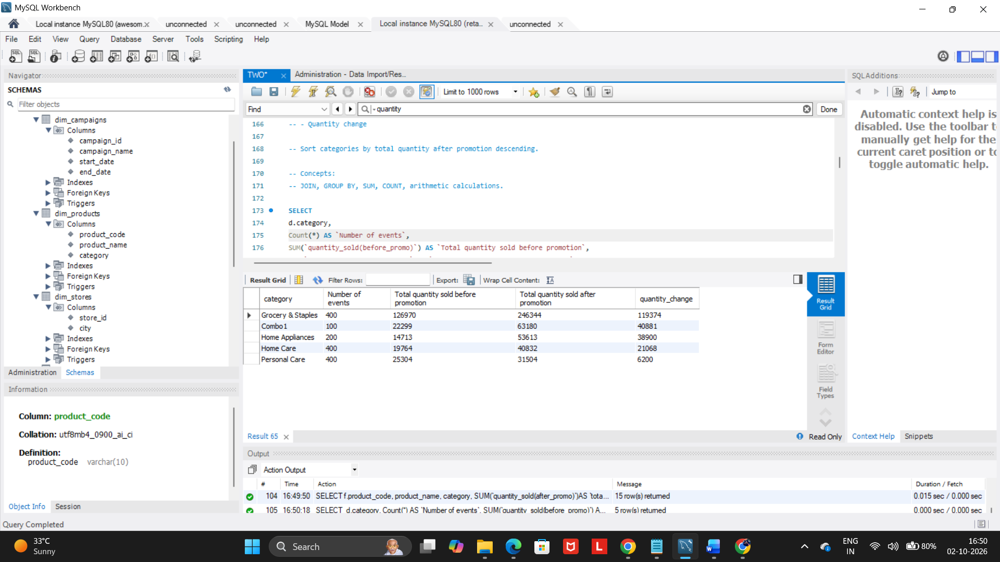 MySQL Workbench
Local instance MySQL80 (awesom...
unconnected
unconnected
MySQL Model
Local instance MySQL80 (reta...
unconnected
File Edit View Query Database Server Tools Scripting Help
Navigator
SCHEMAS
Filter objects
dim_campaigns
Columns
campaign_id
campaign_name
start_date
end_date
Indexes
Foreign Keys
Triggers
dim_products
Columns
product_code
product_name
category
Indexes
Foreign Keys
Triggers
dim_stores
Columns
store_id
city
Indexes
Foreign Keys
Triggers
Administration Schemas
Information
Column: product_code
Collation: utf8mb4_0900_ai_ci
Definition:
product_code varchar(10)
Object Info Session
Query Completed
TWO*
Administration - Data Import/Res...
Limit to 1000 rows
Find
quantity
Done
166 -- - Quantity change
167
168 -- Sort categories by total quantity after promotion descending.
169
170 -- Concepts:
171 -- JOIN, GROUP BY, SUM, COUNT, arithmetic calculations.
172
173 SELECT
174 d.category,
175 Count(*) AS `Number of events`,
176 SUM(`quantity_sold(before_promo)`) AS `Total quantity sold before promotion`,
Result Grid Filter Rows: Export: Wrap Cell Content:
category Number of events Total quantity sold before promotion Total quantity sold after promotion quantity_change
Grocery & Staples 400 126970 246344 119374
Combo1 100 22299 63180 40881
Home Appliances 200 14713 53613 38900
Home Care 400 19764 40832 21068
Personal Care 400 25304 31504 6200
Result Grid
Form Editor
Field Types
Result 65
Read Only
Output
Action Output
# Time Action Message Duration / Fetch
104 16:49:50 SELECT f.product_code, product_name, category, SUM(`quantity_sold(after_promo)`)AS `tota... 15 row(s) returned 0.015 sec / 0.000 sec
105 16:50:18 SELECT d.category, Count(*) AS `Number of events`, SUM(`quantity_sold(before_promo)`) A... 5 row(s) returned 0.000 sec / 0.000 sec
SQLAdditions
Jump to
Automatic context help is
disabled. Use the toolbar t
manually get help for the
current caret position or to
toggle automatic help.
Context Help Snippets
33°C
Sunny
Search
ENG
IN
80%
16:50
02-10-2026